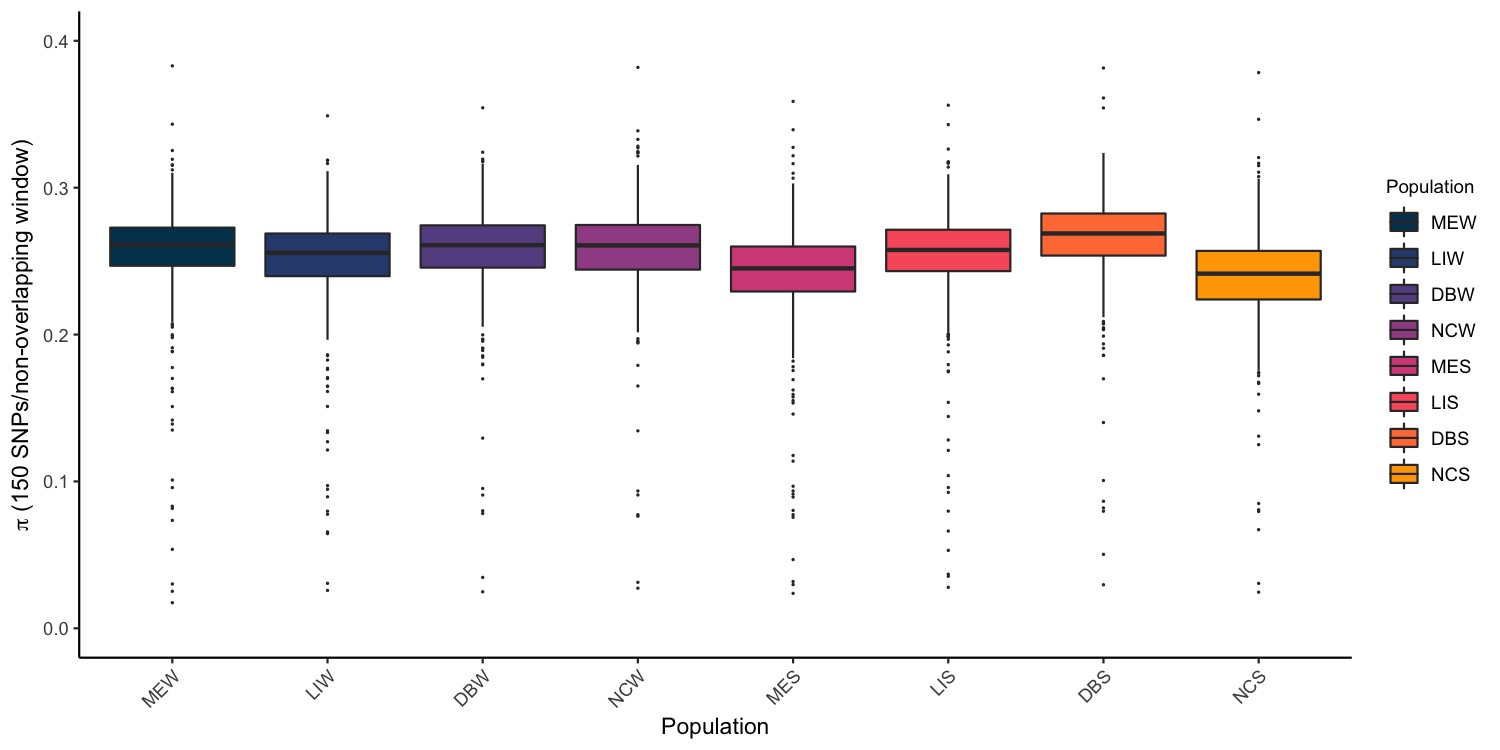 π (150 SNPs/non-overlapping window)
0.4
0.3
0.2
0.1
0.0
MEW
LIW
DBW
NCW
MES
LIS
DBS
NCS
Population
Population
MEW
LIW
DBW
NCW
MES
LIS
DBS
NCS